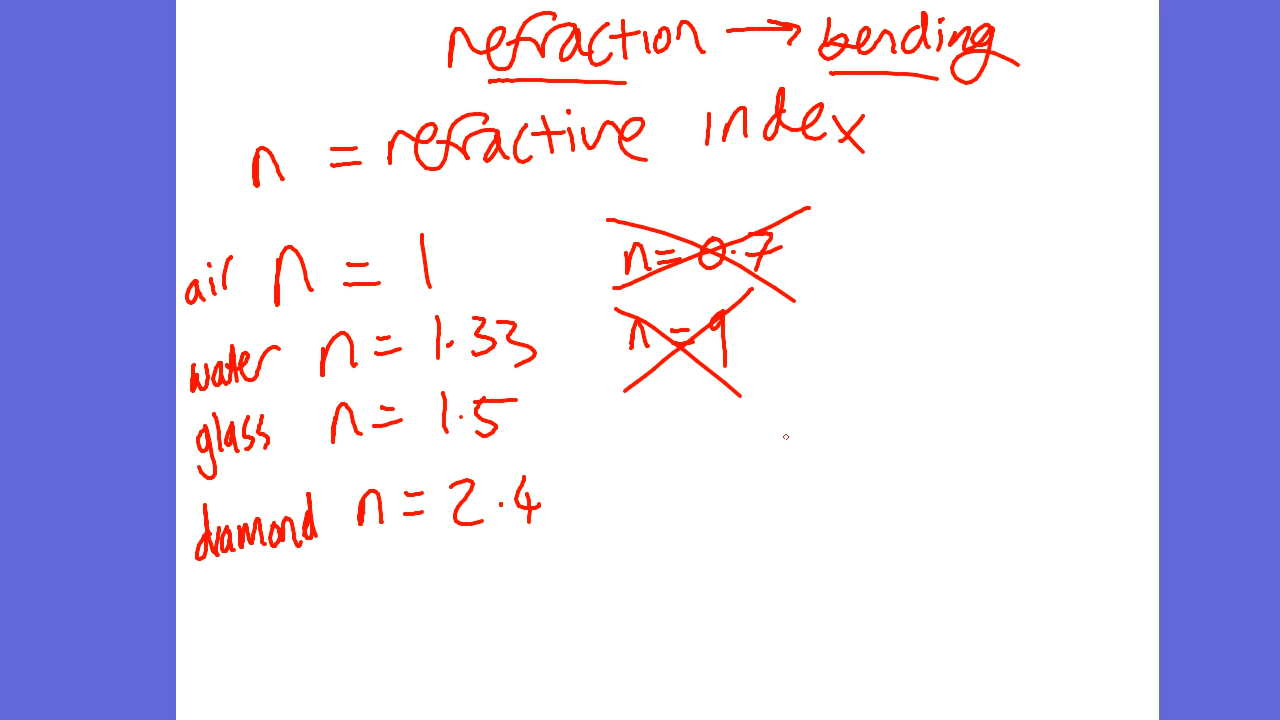 refraction → bending
n = refractive index
air n = 1
n = 0.7
water n = 1.33
n = 9
glass n = 1.5
diamond n = 2.4